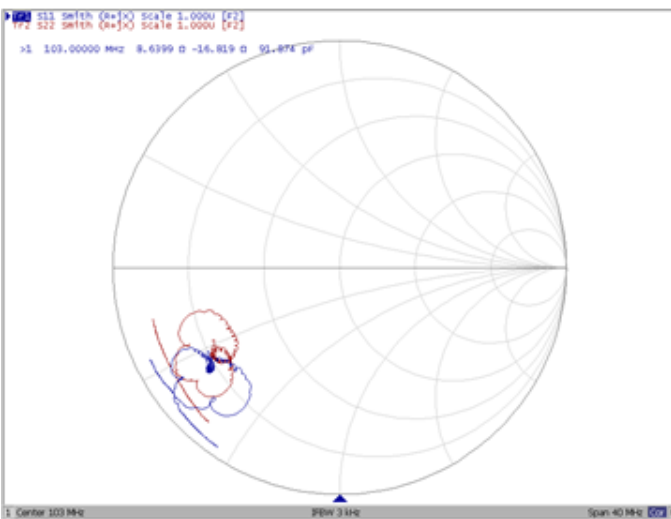 Tr1 S11 Smith (R+jX) Scale 1.000U [F2]
Tr2 S22 Smith (R+jX) Scale 1.000U [F2]
>1 103.00000 MHz 8.6399 Ω -16.819 Ω 91.874 pF
1 Center 103 MHz IFBW 3 kHz Span 40 MHz Cor